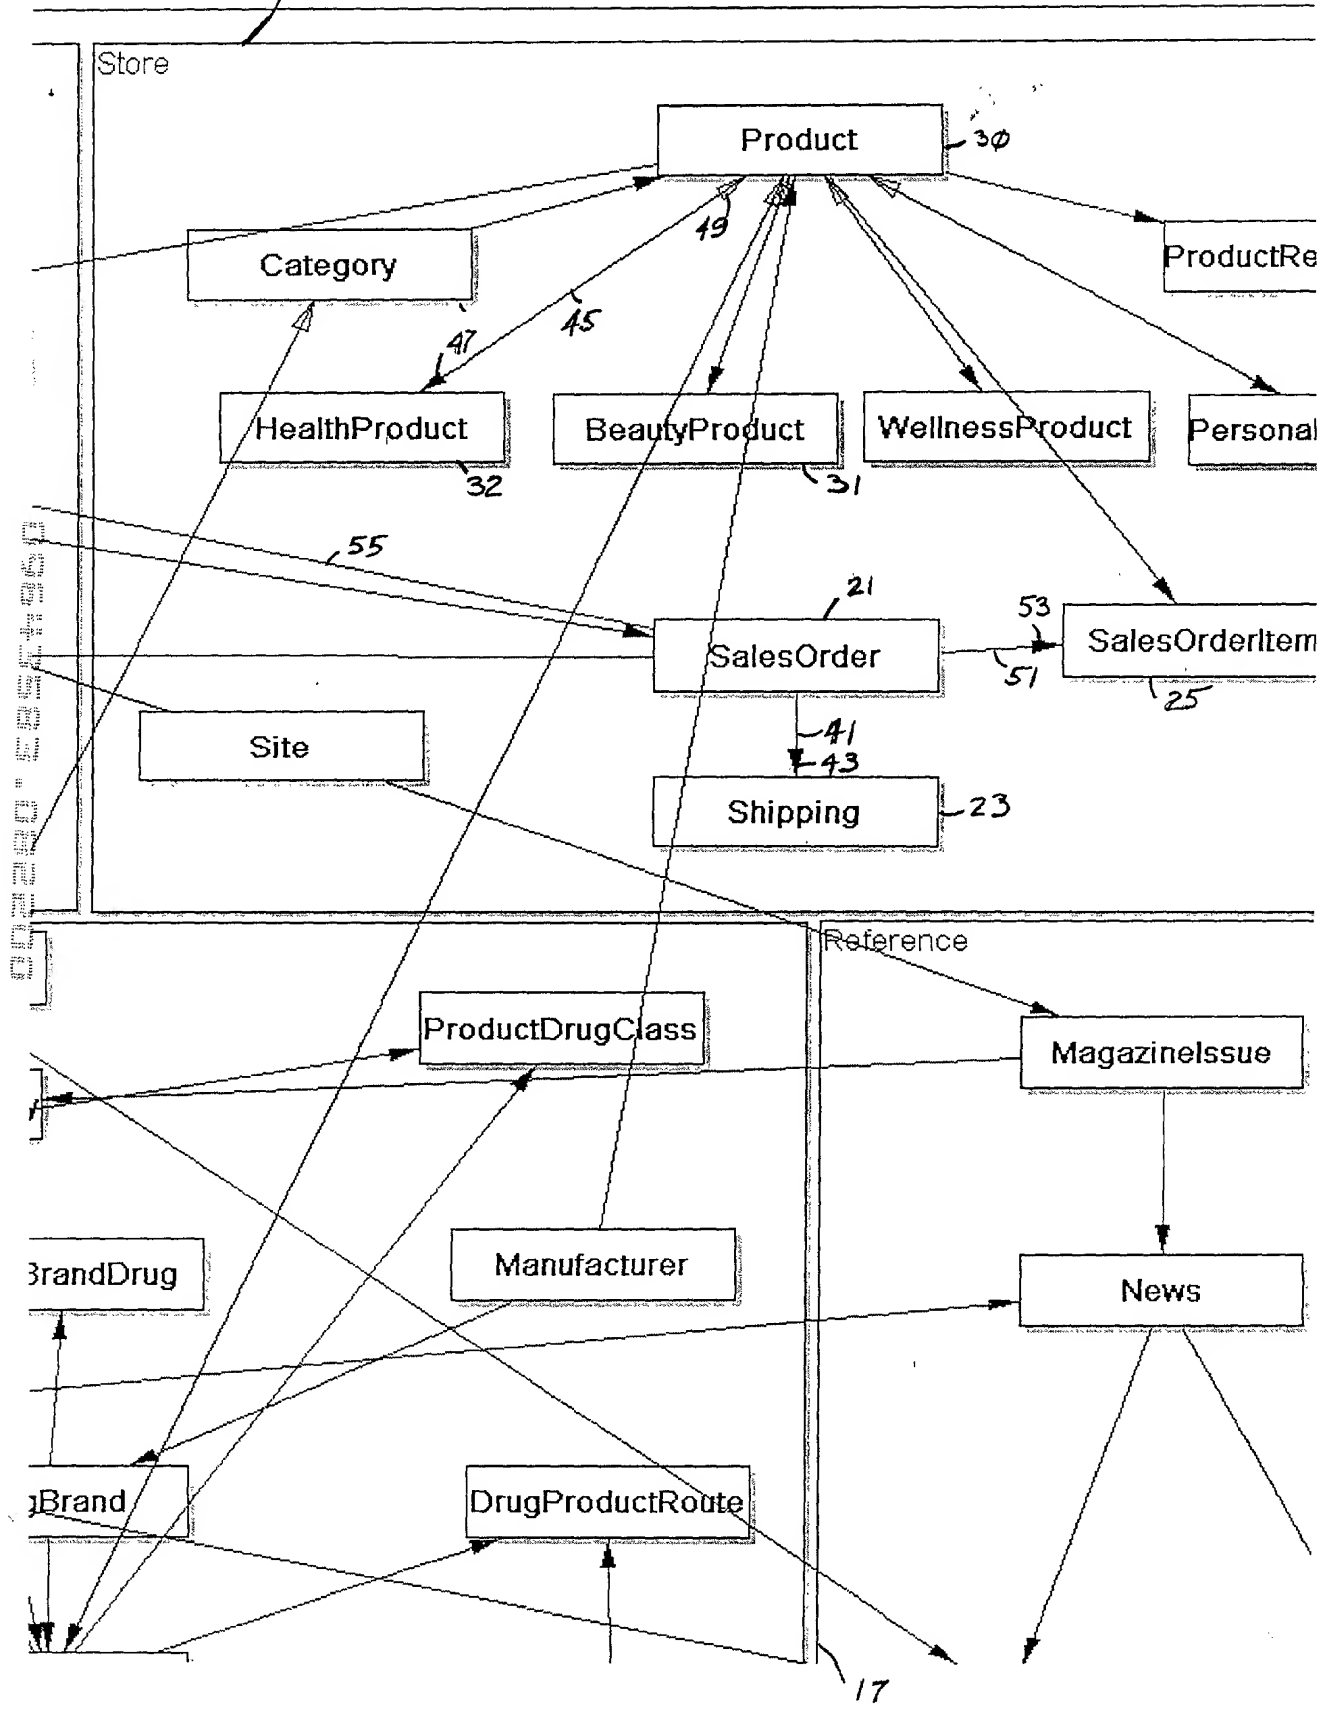 Store
Product
30
49
Category
ProductRe
45
47
HealthProduct
BeautyProduct
WellnessProduct
Personal
32
31
55
21
53
SalesOrder
SalesOrderItem
51
25
Site
41
43
Shipping
23
Reference
ProductDrugClass
MagazineIssue
BrandDrug
Manufacturer
News
gBrand
DrugProductRoute
17